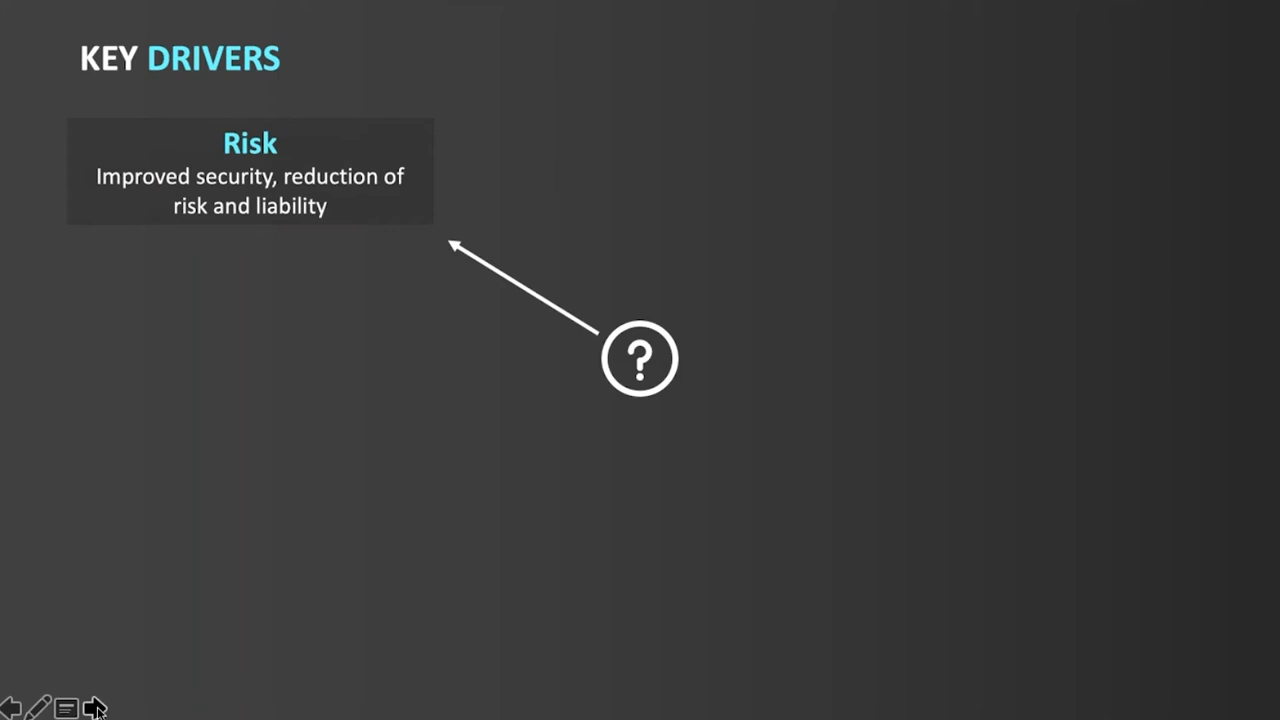 KEY DRIVERS
Risk
Improved security, reduction of
risk and liability
?